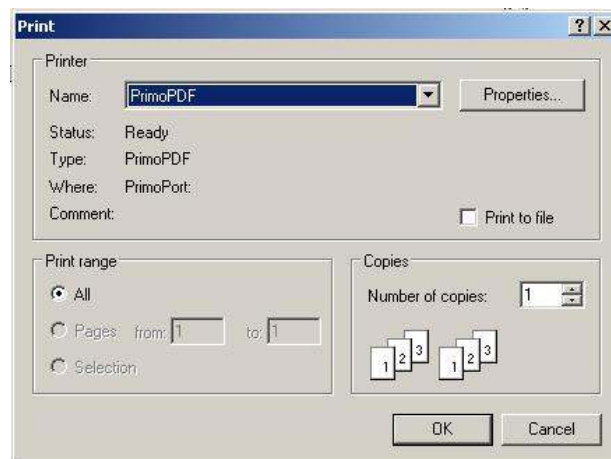 Print
Printer
Name: PrimoPDF Properties...
Status: Ready
Type: PrimoPDF
Where: PrimoPort:
Comment: Print to file
Print range
All
Pages from: 1 to: 1
Selection
Copies
Number of copies: 1
1 2 3 1 2 3
OK Cancel